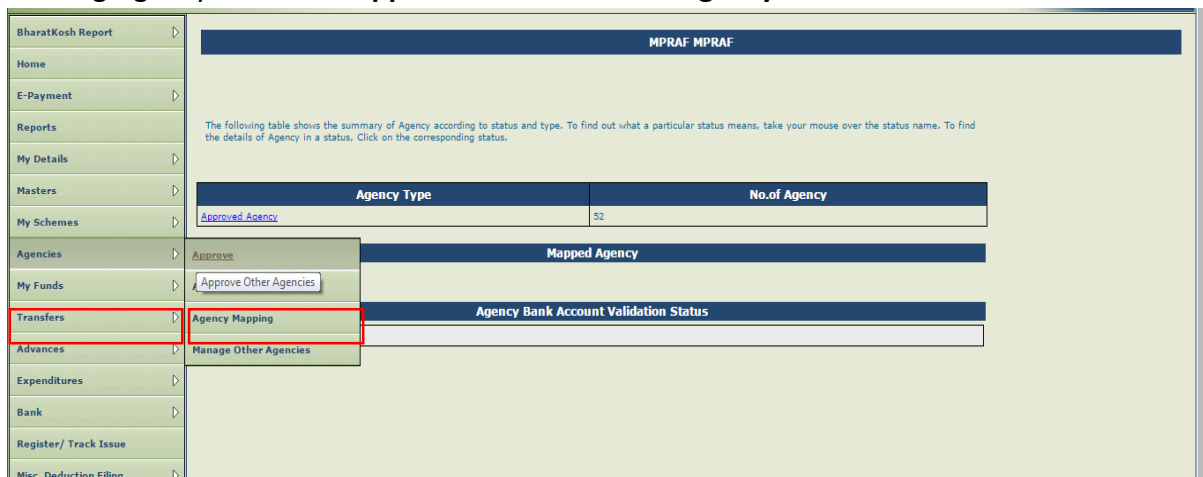 BharatKosh Report
Home
E-Payment
Reports
My Details
Masters
My Schemes
Agencies
My Funds
Transfers
Advances
Expenditures
Bank
Register/ Track Issue
Misc. Deduction Filing
MPRAF MPRAF
The following table shows the summary of Agency according to status and type. To find out what a particular status means, take your mouse over the status name. To find
the details of Agency in a status, Click on the corresponding status.
Agency Type No.of Agency
Approved Agency 52
Mapped Agency
Agency Bank Account Validation Status
Approve
Approve Other Agencies
Agency Mapping
Manage Other Agencies